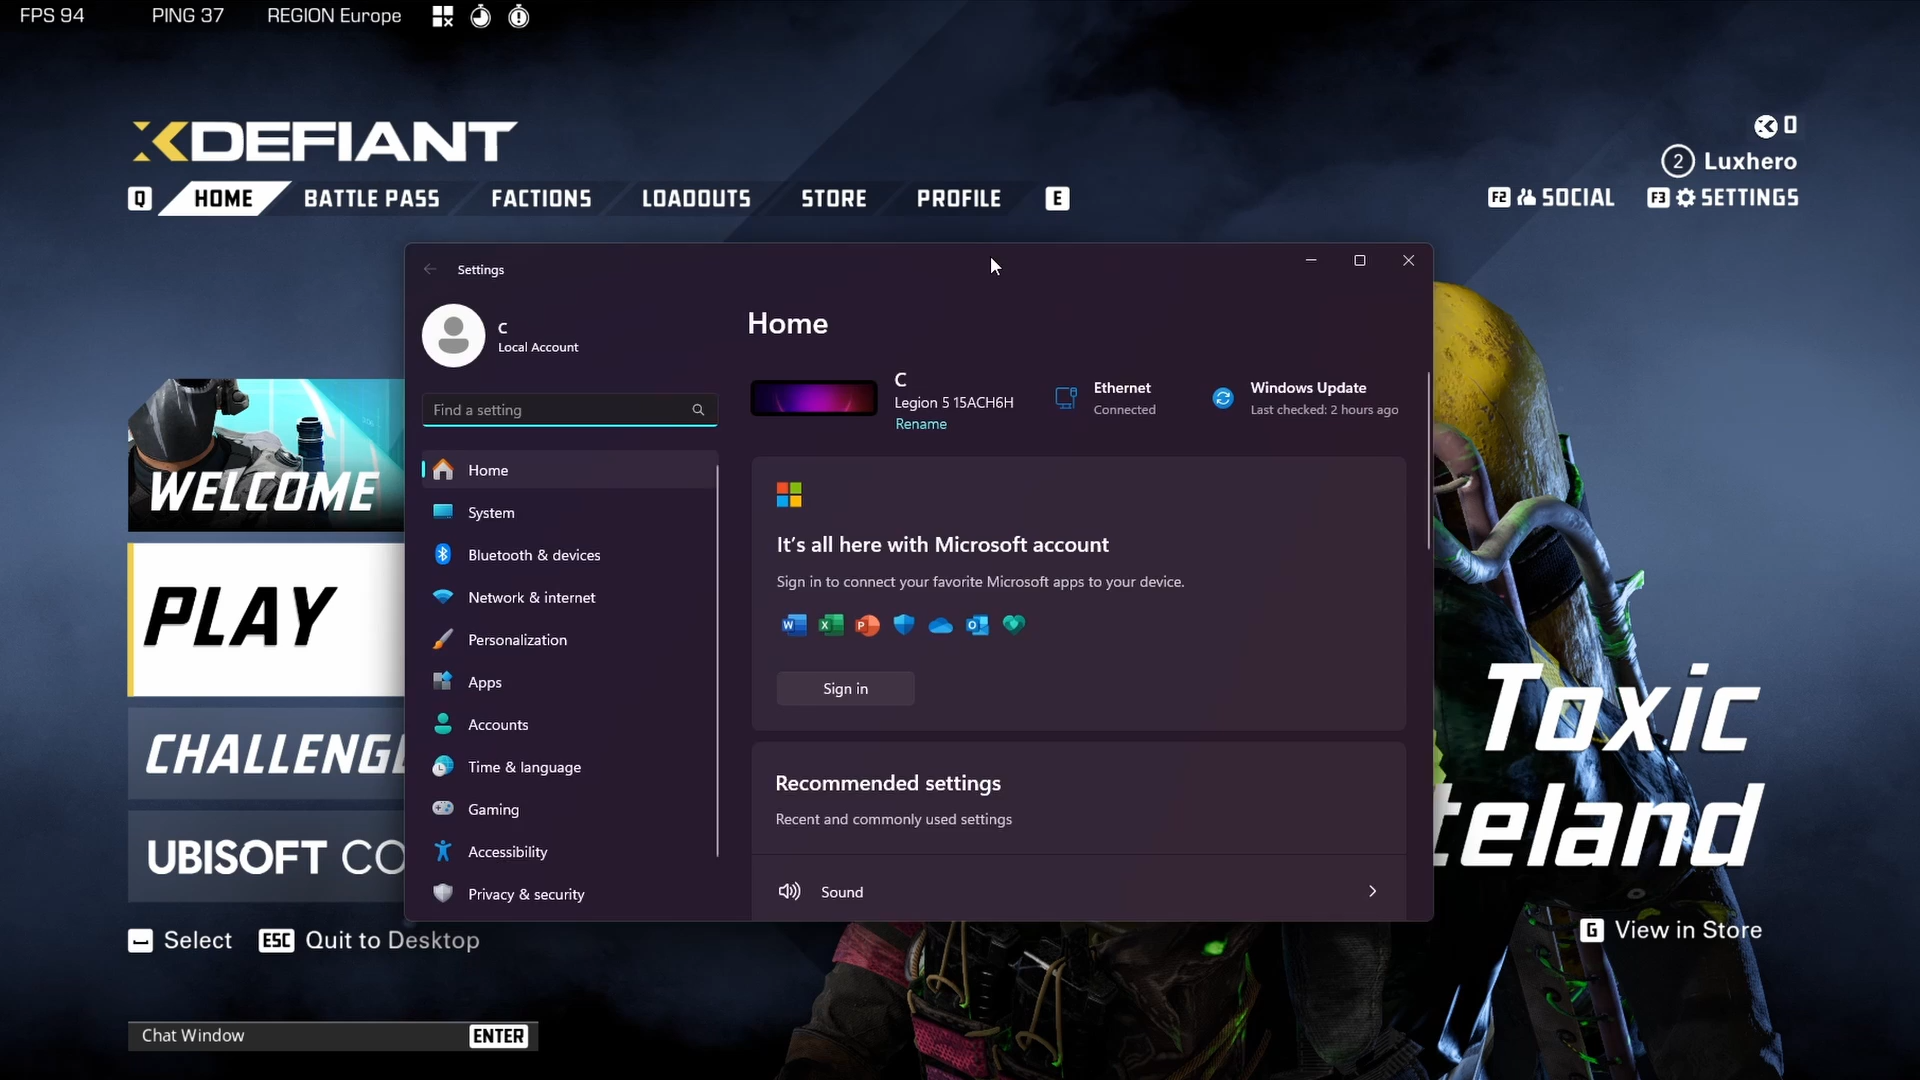 FPS 94 PING 37 REGION Europe
XDEFIANT
0
2 Luxhero
Q HOME BATTLE PASS FACTIONS LOADOUTS STORE PROFILE E
F2 SOCIAL F3 SETTINGS
Settings
C
Local Account
Find a setting
Home
System
Bluetooth & devices
Network & internet
Personalization
Apps
Accounts
Time & language
Gaming
Accessibility
Privacy & security
Home
C
Legion 5 15ACH6H
Rename
Ethernet
Connected
Windows Update
Last checked: 2 hours ago
It's all here with Microsoft account
Sign in to connect your favorite Microsoft apps to your device.
Sign in
Recommended settings
Recent and commonly used settings
Sound
WELCOME
PLAY
CHALLENG
UBISOFT CO
Select ESC Quit to Desktop
Chat Window ENTER
Toxic
teland
G View in Store